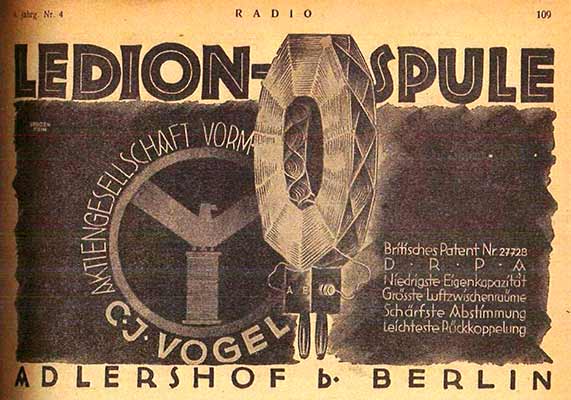 4. Jahrg. Nr. 4
RADIO
109
LEDION-SPULE
AKTIENGESELLSCHAFT VORM
C. J. VOGEL
A B
Britisches Patent Nr. 27728
D · R · P · A
Niedrigste Eigenkapazität
Grösste Luftzwischenräume
Schärfste Abstimmung
Leichteste Rückkoppelung
ADLERSHOF b. BERLIN